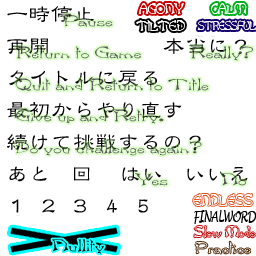 一時停止 Pause AGONY CALM
TILTED STRESSFUL
再開 Return to Game 本当に? Really?
タイトルに戻る
Quit and Return to Title
最初からやり直す
Give up and Retry.
続けて挑戦するの?
Do you challenge again?
あと 回 はい Yes いいえ No
1 2 3 4 5 ENDLESS
FINALWORD
Slow Mode
Nullify Practice